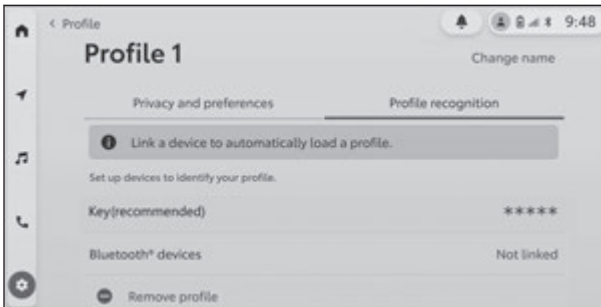 < Profile
9:48
Profile 1
Change name
Privacy and preferences
Profile recognition
Link a device to automatically load a profile.
Set up devices to identify your profile.
Key(recommended)
*****
Bluetooth® devices
Not linked
Remove profile